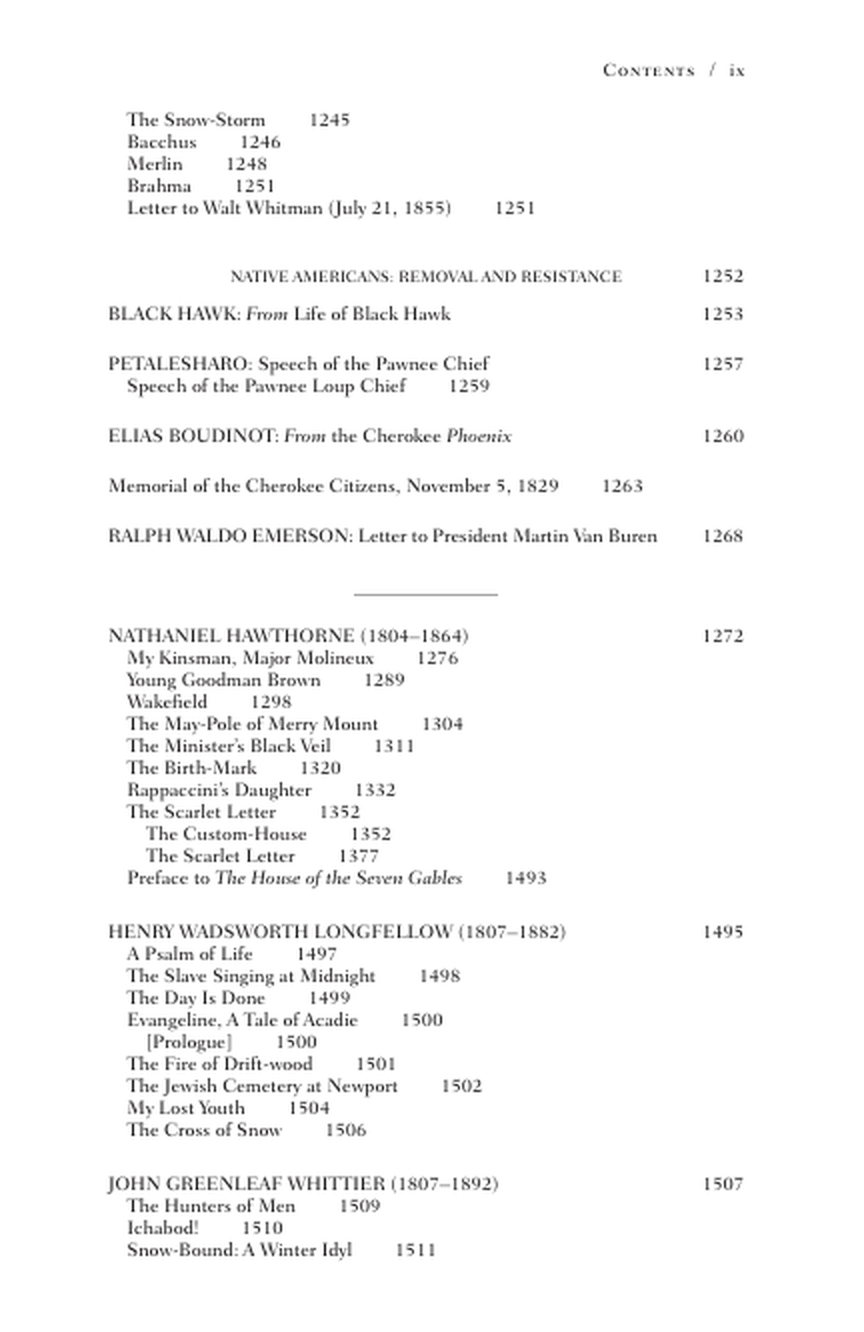 Contents / ix
The Snow-Storm 1245
Bacchus 1246
Merlin 1248
Brahma 1251
Letter to Walt Whitman (July 21, 1855) 1251
NATIVE AMERICANS: REMOVAL AND RESISTANCE 1252
BLACK HAWK: From Life of Black Hawk 1253
PETALESHARO: Speech of the Pawnee Chief 1257
Speech of the Pawnee Loup Chief 1259
ELIAS BOUDINOT: From the Cherokee Phoenix 1260
Memorial of the Cherokee Citizens, November 5, 1829 1263
RALPH WALDO EMERSON: Letter to President Martin Van Buren 1268
NATHANIEL HAWTHORNE (1804–1864) 1272
My Kinsman, Major Molineux 1276
Young Goodman Brown 1289
Wakefield 1298
The May-Pole of Merry Mount 1304
The Minister's Black Veil 1311
The Birth-Mark 1320
Rappaccini's Daughter 1332
The Scarlet Letter 1352
The Custom-House 1352
The Scarlet Letter 1377
Preface to The House of the Seven Gables 1493
HENRY WADSWORTH LONGFELLOW (1807–1882) 1495
A Psalm of Life 1497
The Slave Singing at Midnight 1498
The Day Is Done 1499
Evangeline, A Tale of Acadie 1500
[Prologue] 1500
The Fire of Drift-wood 1501
The Jewish Cemetery at Newport 1502
My Lost Youth 1504
The Cross of Snow 1506
JOHN GREENLEAF WHITTIER (1807–1892) 1507
The Hunters of Men 1509
Ichabod! 1510
Snow-Bound: A Winter Idyl 1511